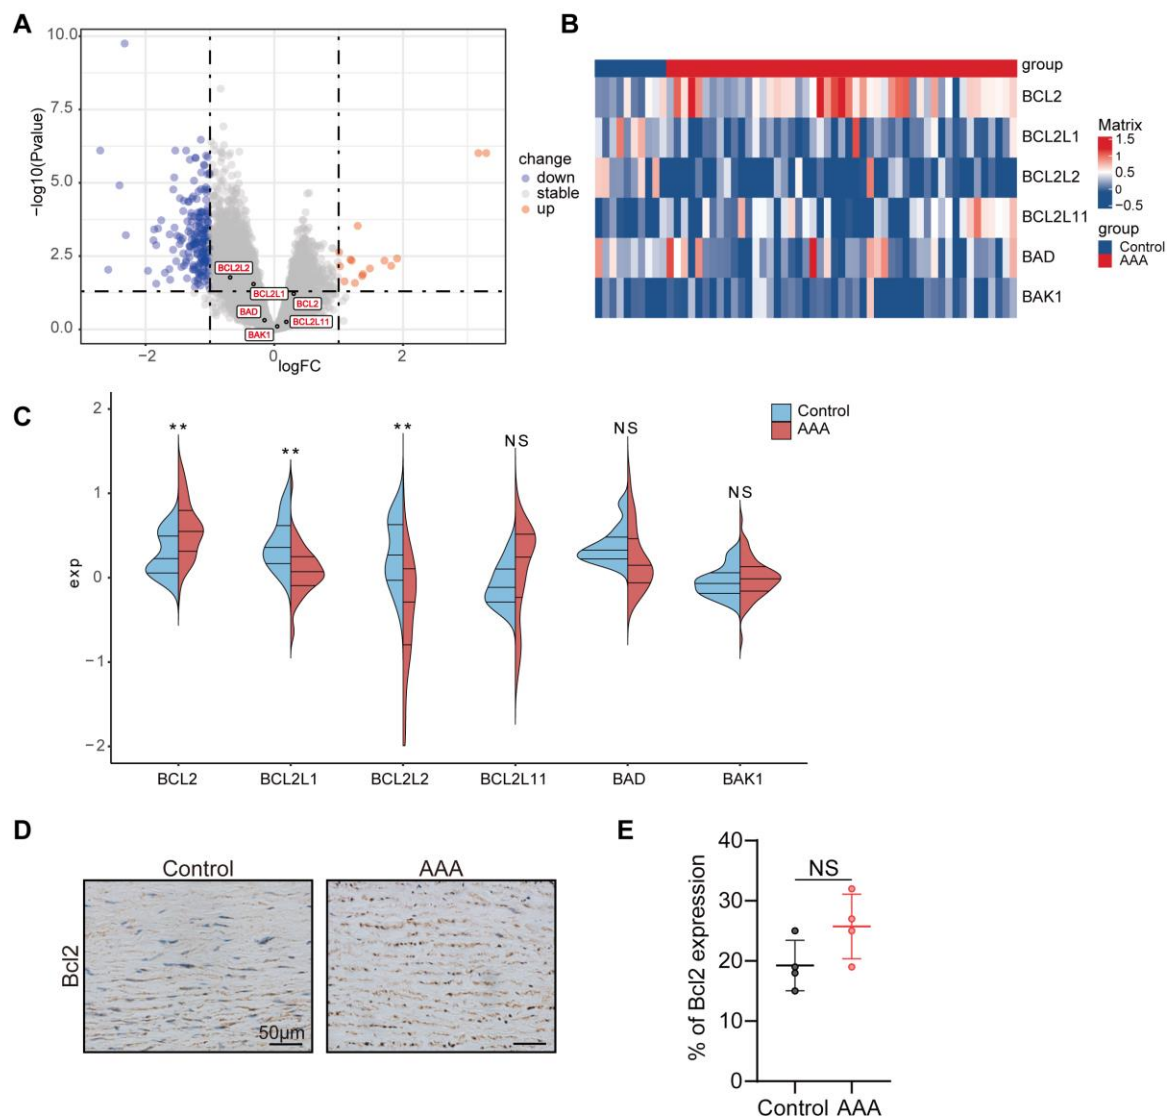 A
10.0
7.5
5.0
2.5
0.0
−log10(Pvalue)
−2
0
2
logFC
BCL2L2
BCL2L1
BCL2
BAD
BCL2L11
BAK1
change
down
stable
up
B
group
BCL2
BCL2L1
BCL2L2
BCL2L11
BAD
BAK1
Matrix
1.5
1
0.5
0
−0.5
group
Control
AAA
C
2
1
0
−1
−2
exp
**
**
**
NS
NS
NS
Control
AAA
BCL2
BCL2L1
BCL2L2
BCL2L11
BAD
BAK1
D
Control
AAA
Bcl2
50μm
E
40
30
20
10
0
% of Bcl2 expression
NS
Control
AAA